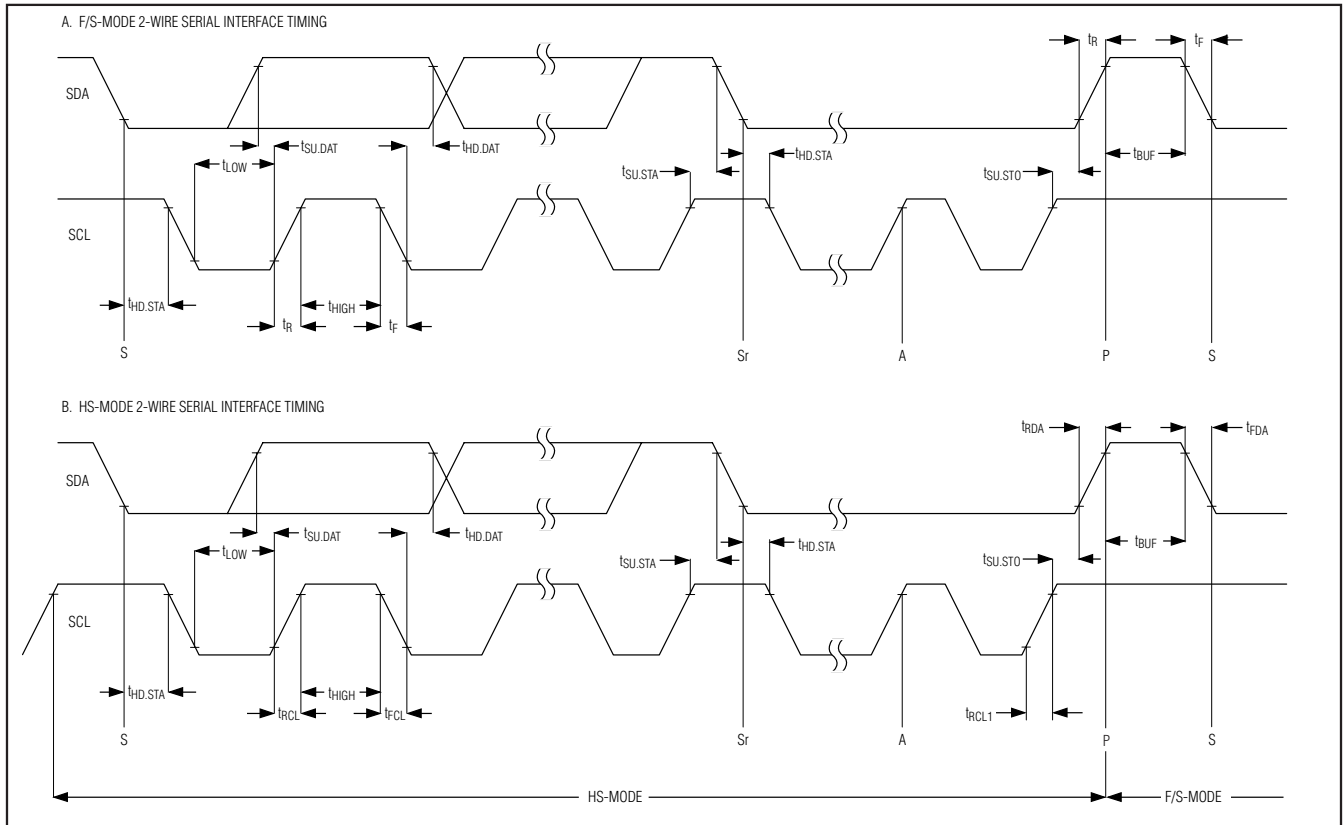 A. F/S-MODE 2-WIRE SERIAL INTERFACE TIMING
tR
tF
SDA
tSU.DAT
tHD.DAT
tLOW
tHD.STA
tBUF
tSU.STA
tSU.STO
SCL
tHD.STA
tHIGH
tR
tF
S
Sr
A
P
S
B. HS-MODE 2-WIRE SERIAL INTERFACE TIMING
tRDA
tFDA
SDA
tSU.DAT
tHD.DAT
tLOW
tHD.STA
tBUF
tSU.STA
tSU.STO
SCL
tHD.STA
tHIGH
tRCL
tFCL
tRCL1
S
Sr
A
P
S
HS-MODE
F/S-MODE